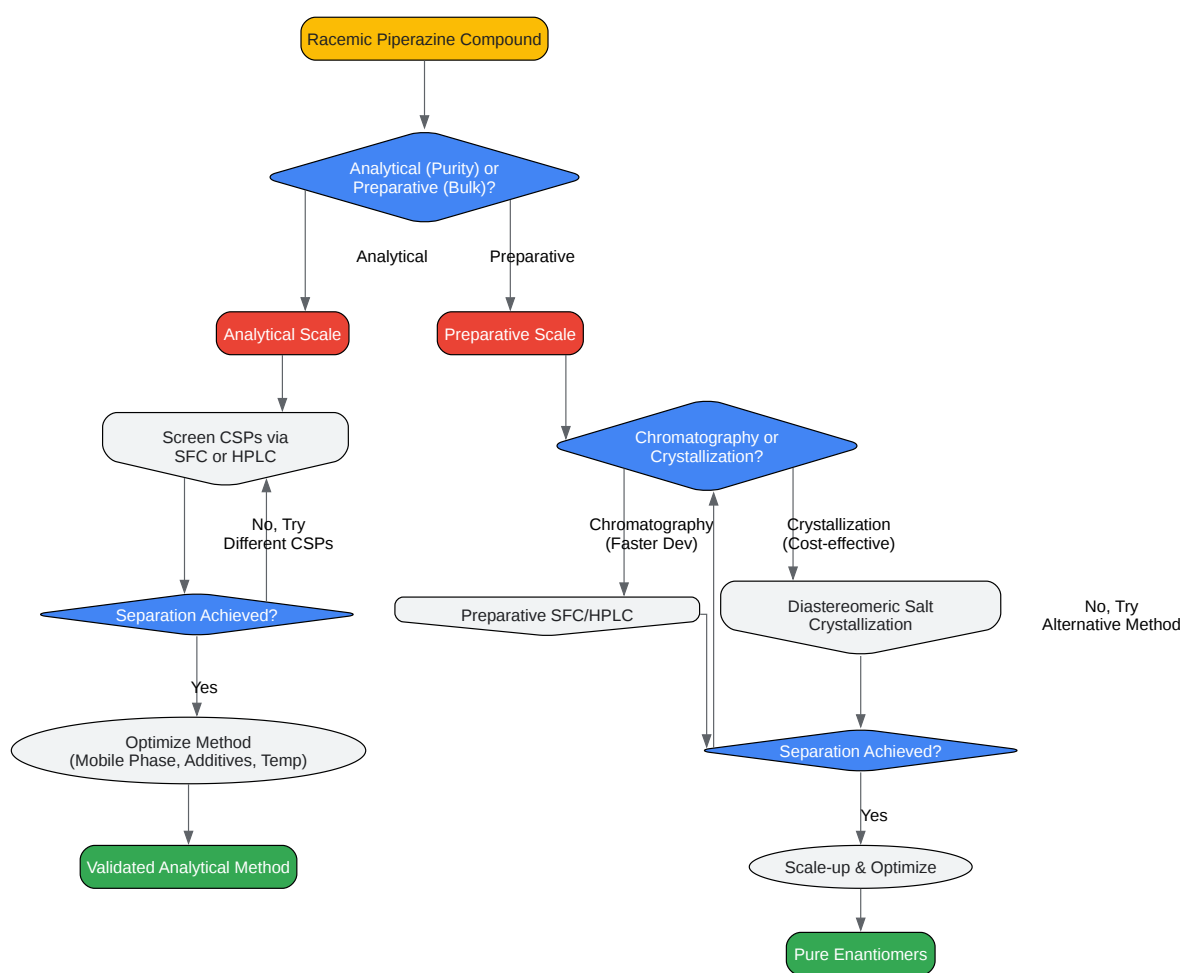 Racemic Piperazine Compound
Analytical (Purity) or
Preparative (Bulk)?
Analytical
Preparative
Analytical Scale
Preparative Scale
Screen CSPs via
SFC or HPLC
Chromatography or
Crystallization?
No, Try
Different CSPs
Chromatography
(Faster Dev)
Crystallization
(Cost-effective)
Separation Achieved?
Preparative SFC/HPLC
Diastereomeric Salt
Crystallization
No, Try
Alternative Method
Yes
Optimize Method
(Mobile Phase, Additives, Temp)
Separation Achieved?
Yes
Validated Analytical Method
Scale-up & Optimize
Pure Enantiomers